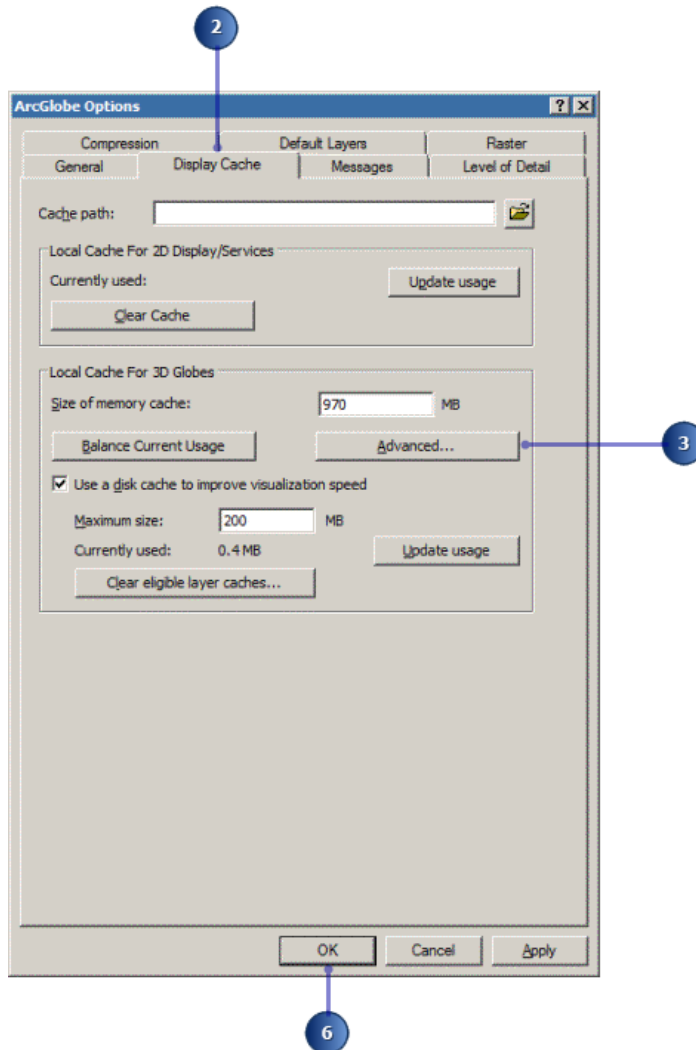 2
ArcGlobe Options
Compression Default Layers Raster
General Display Cache Messages Level of Detail
Cache path:
Local Cache For 2D Display/Services
Currently used: Update usage
Clear Cache
Local Cache For 3D Globes
Size of memory cache: 970 MB
Balance Current Usage Advanced... 3
Use a disk cache to improve visualization speed
Maximum size: 200 MB
Currently used: 0.4 MB Update usage
Clear eligible layer caches...
OK Cancel Apply
6